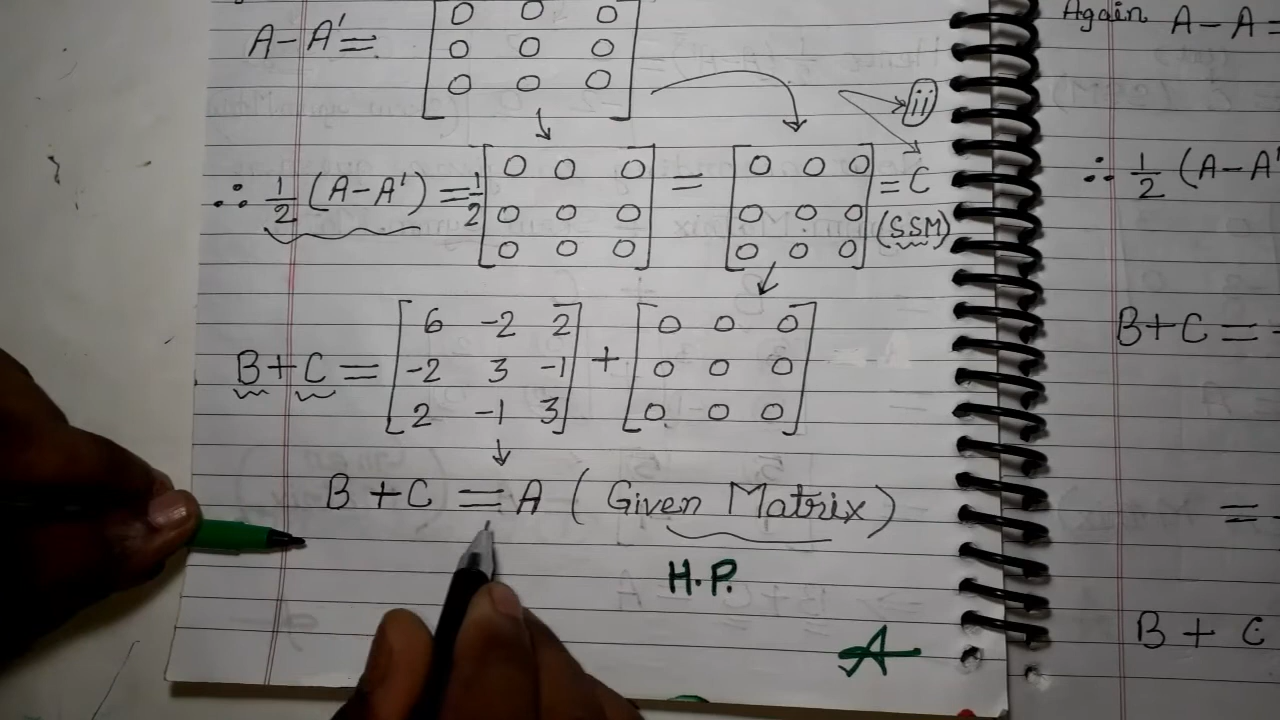 A-A' = [0 0 0
0 0 0
0 0 0]
(ii)
∴ 1/2 (A-A') = 1/2 [0 0 0
0 0 0
0 0 0] = [0 0 0
0 0 0
0 0 0] = C
(SSM)
B+C = [6 -2 2
-2 3 -1
2 -1 3] + [0 0 0
0 0 0
0 0 0]
B+C = A (Given Matrix)
H.P.
A
Again A-A =
∴ 1/2 (A-A'
B+C =
=
B + C